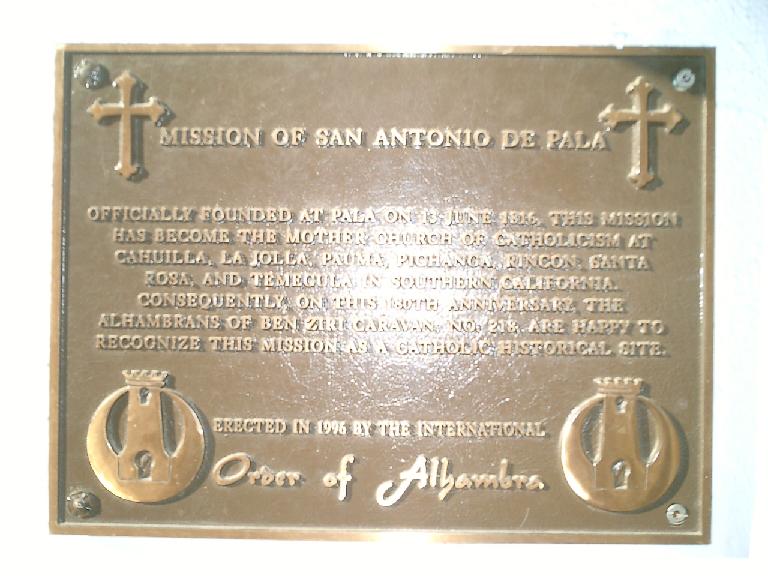 MISSION OF SAN ANTONIO DE PALA
OFFICIALLY FOUNDED AT PALA ON 13 JUNE 1816, THIS MISSION
HAS BECOME THE MOTHER CHURCH OF CATHOLICISM AT
CAHUILLA, LA JOLLA, PAUMA, PICHANGA, RINCON, SANTA
ROSA, AND TEMECULA IN SOUTHERN CALIFORNIA.
CONSEQUENTLY, ON THIS 180TH ANNIVERSARY, THE
ALHAMBRANS OF BEN ZIRI CARAVAN, NO. 218, ARE HAPPY TO
RECOGNIZE THIS MISSION AS A CATHOLIC HISTORICAL SITE.
ERECTED IN 1996 BY THE INTERNATIONAL
Order of Alhambra